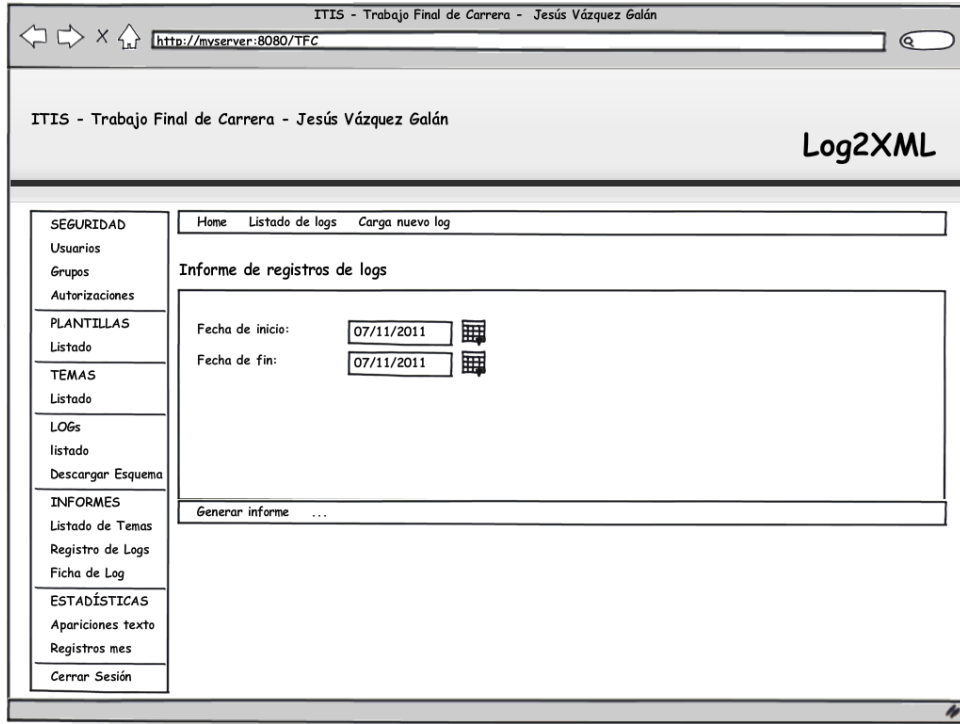 ITIS - Trabajo Final de Carrera - Jesús Vázquez Galán
http://myserver:8080/TFC
ITIS - Trabajo Final de Carrera - Jesús Vázquez Galán
Log2XML
SEGURIDAD
Usuarios
Grupos
Autorizaciones
PLANTILLAS
Listado
TEMAS
Listado
LOGs
listado
Descargar Esquema
INFORMES
Listado de Temas
Registro de Logs
Ficha de Log
ESTADÍSTICAS
Apariciones texto
Registros mes
Cerrar Sesión
Home Listado de logs Carga nuevo log
Informe de registros de logs
Fecha de inicio: 07/11/2011
Fecha de fin: 07/11/2011
Generar informe ...